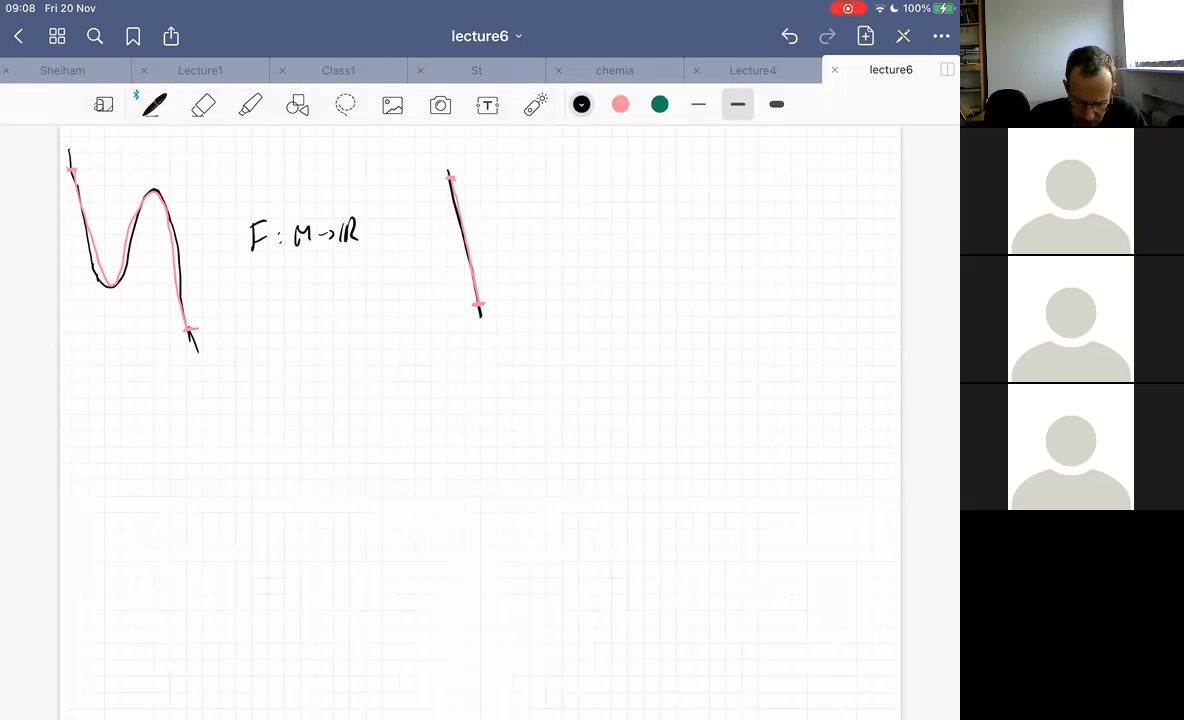 09:08 Fri 20 Nov
100%
lecture6
Sheiham
Lecture1
Class1
St
chemia
Lecture4
lecture6
T
F : M → ℝ